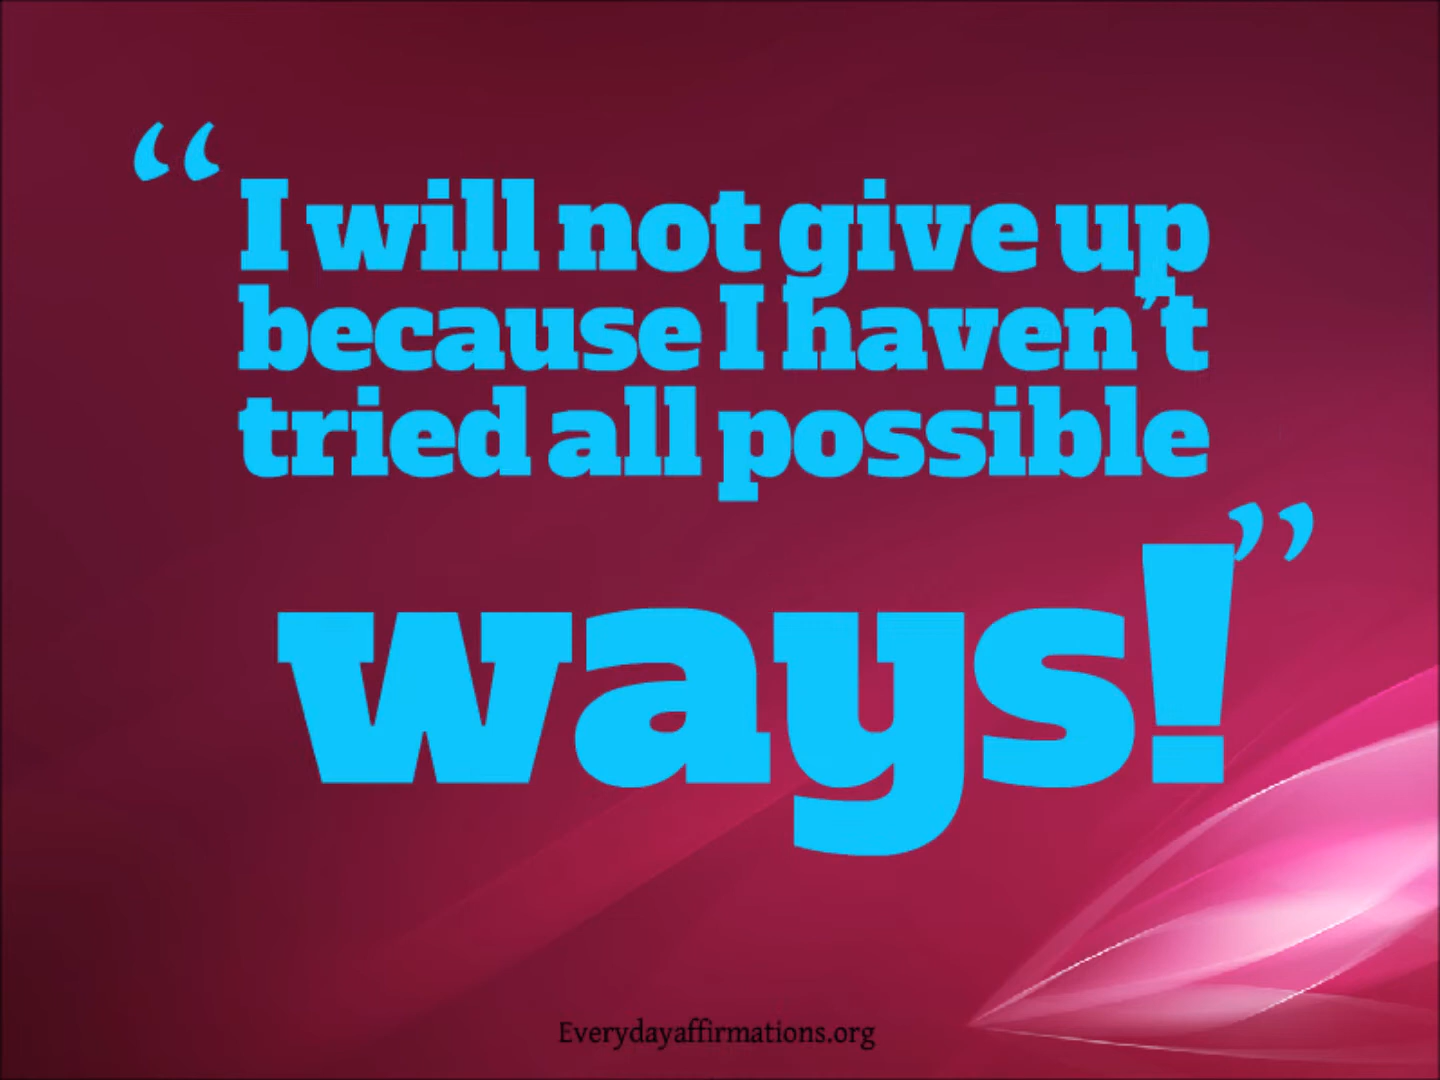 “I will not give up
because I haven’t
tried all possible
ways!”
Everydayaffirmations.org